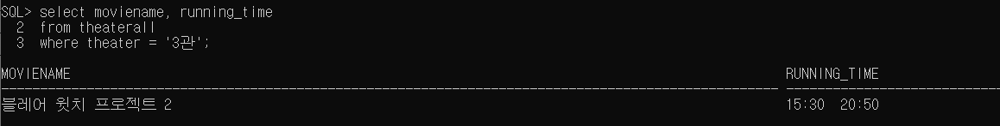 SQL> select moviename, running_time
2 from theaterall
3 where theater = '3관';
MOVIENAME RUNNING_TIME
블레어 윗치 프로젝트 2 15:30 20:50